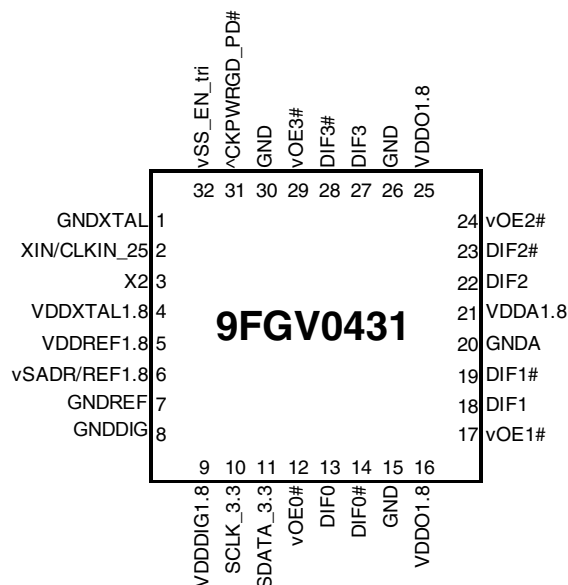 vSS_EN_tri
^CKPWRGD_PD#
GND
vOE3#
DIF3#
DIF3
GND
VDDO1.8
32 31 30 29 28 27 26 25
GNDXTAL 1
XIN/CLKIN_25 2
X2 3
VDDXTAL1.8 4
VDDREF1.8 5
vSADR/REF1.8 6
GNDREF 7
GNDDIG 8
9FGV0431
24 vOE2#
23 DIF2#
22 DIF2
21 VDDA1.8
20 GNDA
19 DIF1#
18 DIF1
17 vOE1#
9 10 11 12 13 14 15 16
VDDDIG1.8
SCLK_3.3
SDATA_3.3
vOE0#
DIF0
DIF0#
GND
VDDO1.8